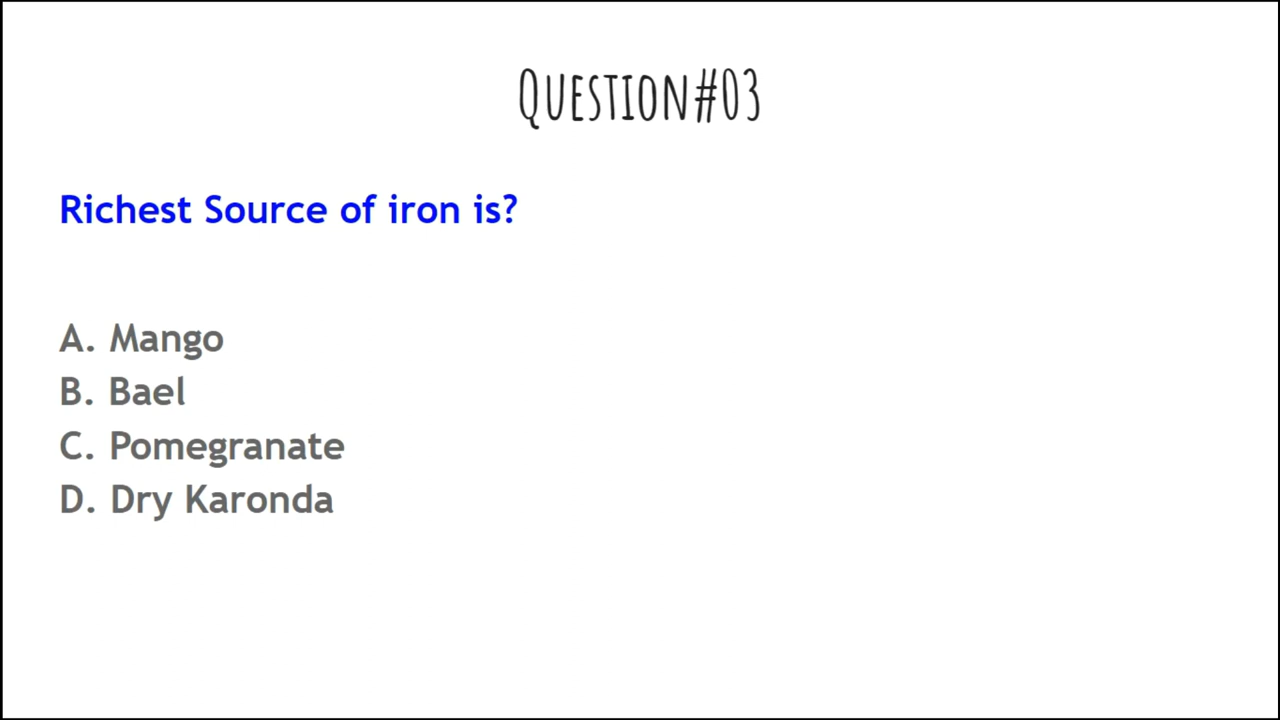 Question#03
Richest Source of iron is?
A. Mango
B. Bael
C. Pomegranate
D. Dry Karonda